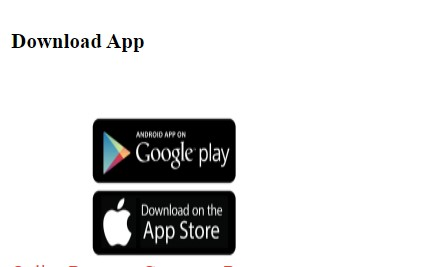 Download App
ANDROID APP ON
Google play
Download on the
App Store